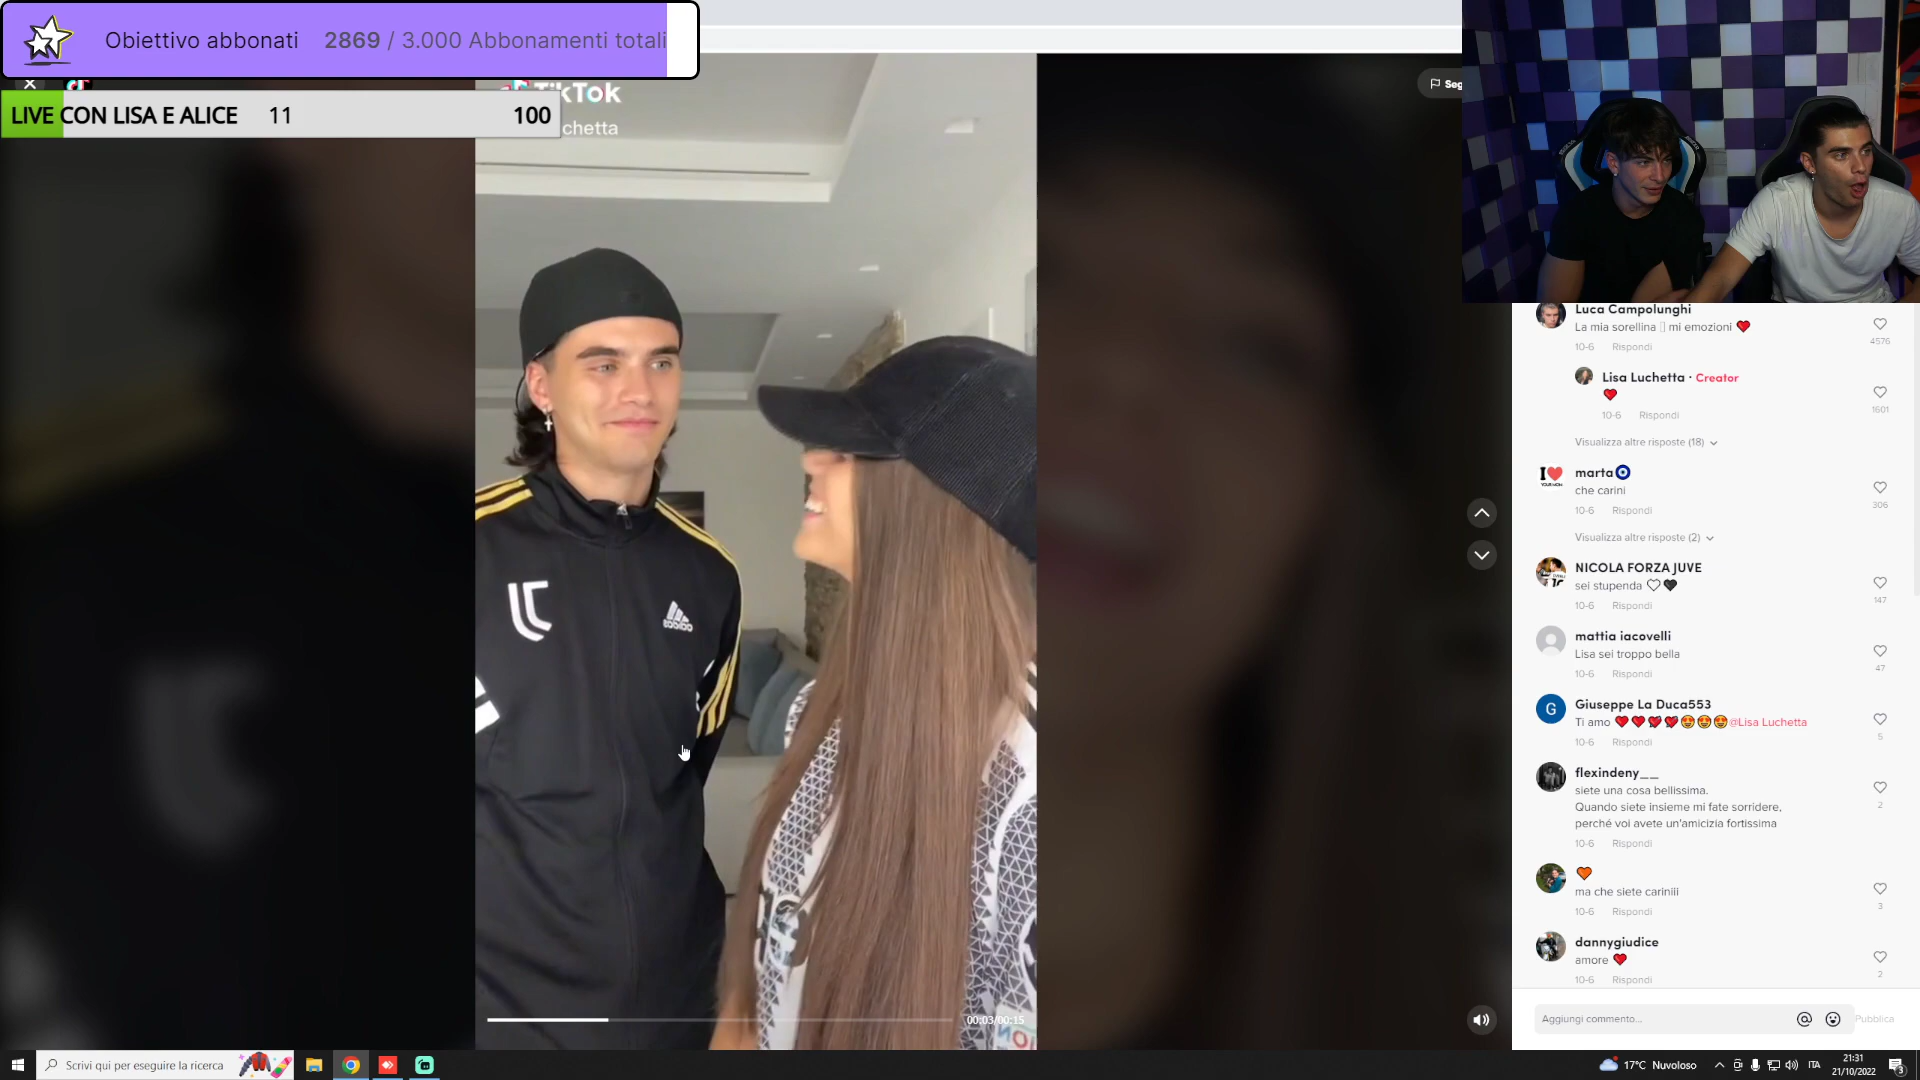 Obiettivo abbonati 2869 / 3.000 Abbonamenti totali
LIVE CON LISA E ALICE 11 100
TikTok
chetta
Luca Campolunghi
La mia sorellina mi emozioni ❤
4576
10-6 Rispondi
Lisa Luchetta · Creator
❤
1601
10-6 Rispondi
Visualizza altre risposte (18)
I ❤
marta🧿
che carini
306
10-6 Rispondi
Visualizza altre risposte (2)
NICOLA FORZA JUVE
sei stupenda 🤍🖤
147
10-6 Rispondi
mattia iacovelli
Lisa sei troppo bella
47
10-6 Rispondi
G
Giuseppe La Duca553
Ti amo ❤❤💘💘😍😍😍@Lisa Luchetta
5
10-6 Rispondi
flexindeny__
siete una cosa bellissima.
Quando siete insieme mi fate sorridere,
perché voi avete un'amicizia fortissima
2
10-6 Rispondi
🧡
ma che siete cariniii
3
10-6 Rispondi
dannygiudice
amore ❤
2
10-6 Rispondi
adidas
00:03/00:15
Aggiungi commento... Pubblica
Scrivi qui per eseguire la ricerca
17°C Nuvoloso
ITA
21:31
21/10/2022
3